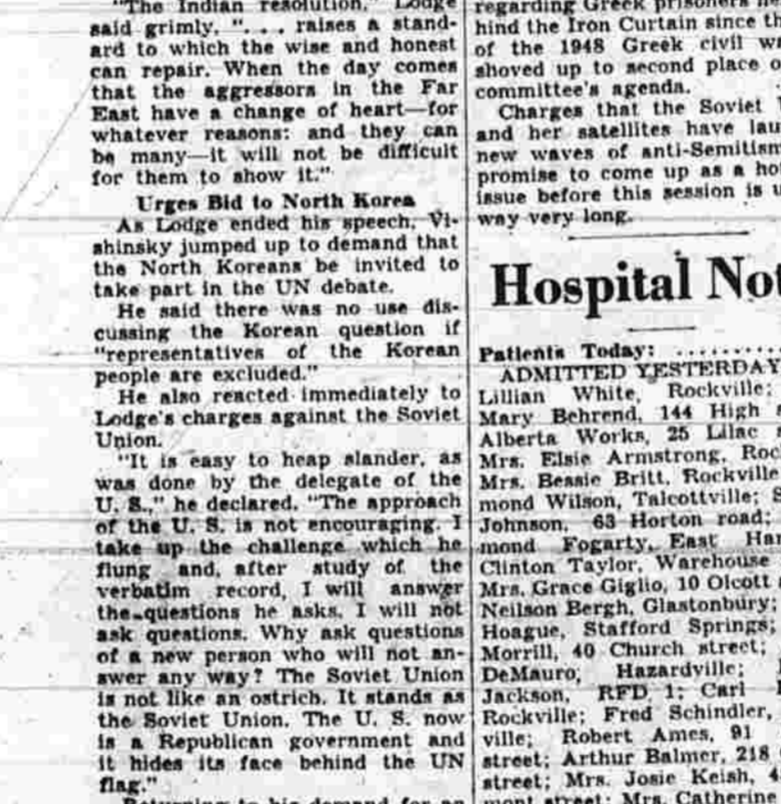 "The Indian resolution," Lodge
said grimly, ". . . raises a stand-
ard to which the wise and honest
can repair. When the day comes
that the aggressors in the Far
East have a change of heart—for
whatever reasons: and they can
be many—it will not be difficult
for them to show it."
Urges Bid to North Korea
As Lodge ended his speech, Vi-
shinsky jumped up to demand that
the North Koreans be invited to
take part in the UN debate.
He said there was no use dis-
cussing the Korean question if
"representatives of the Korean
people are excluded."
He also reacted immediately to
Lodge's charges against the Soviet
Union.
"It is easy to heap slander, as
was done by the delegate of the
U. S.," he declared. "The approach
of the U. S. is not encouraging. I
take up the challenge which he
flung and, after study of the
verbatim record, I will answer
the questions he asks. I will not
ask questions. Why ask questions
of a new person who will not an-
swer any way? The Soviet Union
is not like an ostrich. It stands as
the Soviet Union. The U. S. now
is a Republican government and
it hides its face behind the UN
flag."
Returning to his demand for an
regarding Greek prisoners
hind the Iron Curtain since
of the 1948 Greek civil
shoved up to second place
committee's agenda.
Charges that the Soviet
and her satellites have
new waves of anti-Semitism
promise to come up as a
issue before this session is
way very long.
Hospital
Patients Today: ..........
ADMITTED YESTERDAY
Lillian White, Rockville;
Mary Behrend, 144 High
Alberta Works, 25 Lilac
Mrs. Elsie Armstrong,
Mrs. Bessie Britt, Rockville
mond Wilson, Talcottville;
Johnson, 63 Horton road;
mond Fogarty, East
Clinton Taylor, Warehouse
Mrs. Grace Giglio, 10 Olcott
Neilson Bergh, Glastonbury;
Hoague, Stafford Springs;
Morrill, 40 Church street;
DeMauro, Hazardville;
Jackson, RFD 1; Carl
Rockville; Fred Schindler,
ville; Robert Ames, 91
street; Arthur Balmer, 218
street; Mrs. Josie Keish,
mont street; Mrs. Catherine